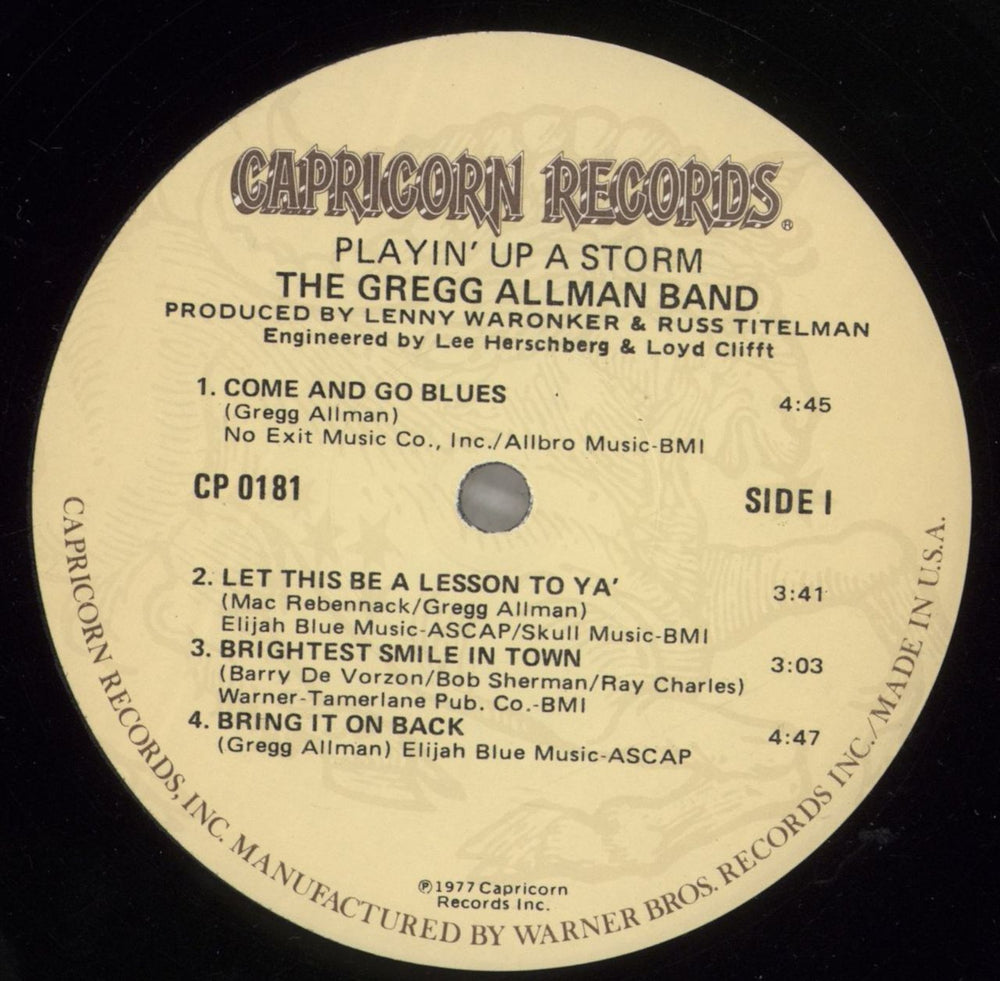 CAPRICORN RECORDS®
PLAYIN' UP A STORM
THE GREGG ALLMAN BAND
PRODUCED BY LENNY WARONKER & RUSS TITELMAN
Engineered by Lee Herschberg & Loyd Clifft
1. COME AND GO BLUES 4:45
(Gregg Allman)
No Exit Music Co., Inc./Allbro Music-BMI
CP 0181 SIDE I
2. LET THIS BE A LESSON TO YA' 3:41
(Mac Rebennack/Gregg Allman)
Elijah Blue Music-ASCAP/Skull Music-BMI
3. BRIGHTEST SMILE IN TOWN 3:03
(Barry De Vorzon/Bob Sherman/Ray Charles)
Warner-Tamerlane Pub. Co.-BMI
4. BRING IT ON BACK 4:47
(Gregg Allman) Elijah Blue Music-ASCAP
℗1977 Capricorn
Records Inc.
CAPRICORN RECORDS, INC. MANUFACTURED BY WARNER BROS. RECORDS INC./MADE IN U.S.A.